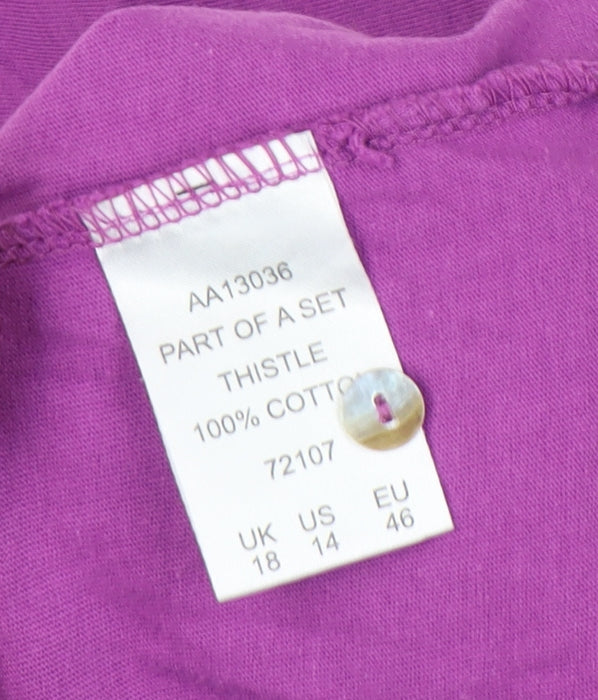 AA13036
PART OF A SET
THISTLE
100% COTTO
72107
UK US EU
18 14 46